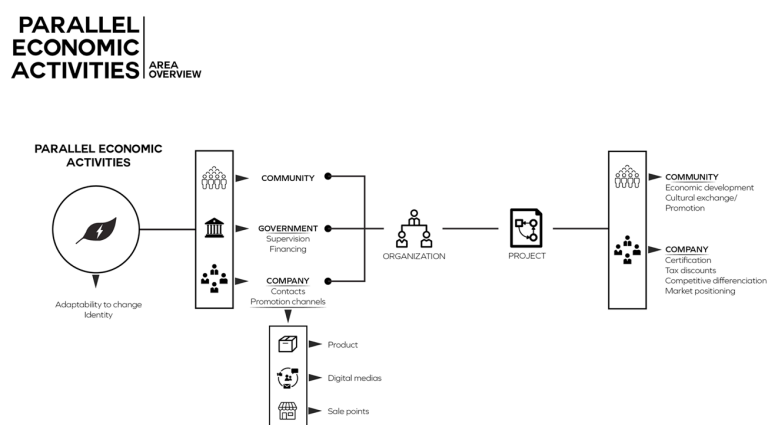 PARALLEL
ECONOMIC
ACTIVITIES
AREA
OVERVIEW
PARALLEL ECONOMIC
ACTIVITIES
Adaptability to change
Identity
COMMUNITY
GOVERNMENT
Supervision
Financing
COMPANY
Contacts
Promotion channels
Product
Digital medias
Sale points
ORGANIZATION
PROJECT
COMMUNITY
Economic development
Cultural exchange/
Promotion
COMPANY
Certification
Tax discounts
Competitive differenciation
Market positioning